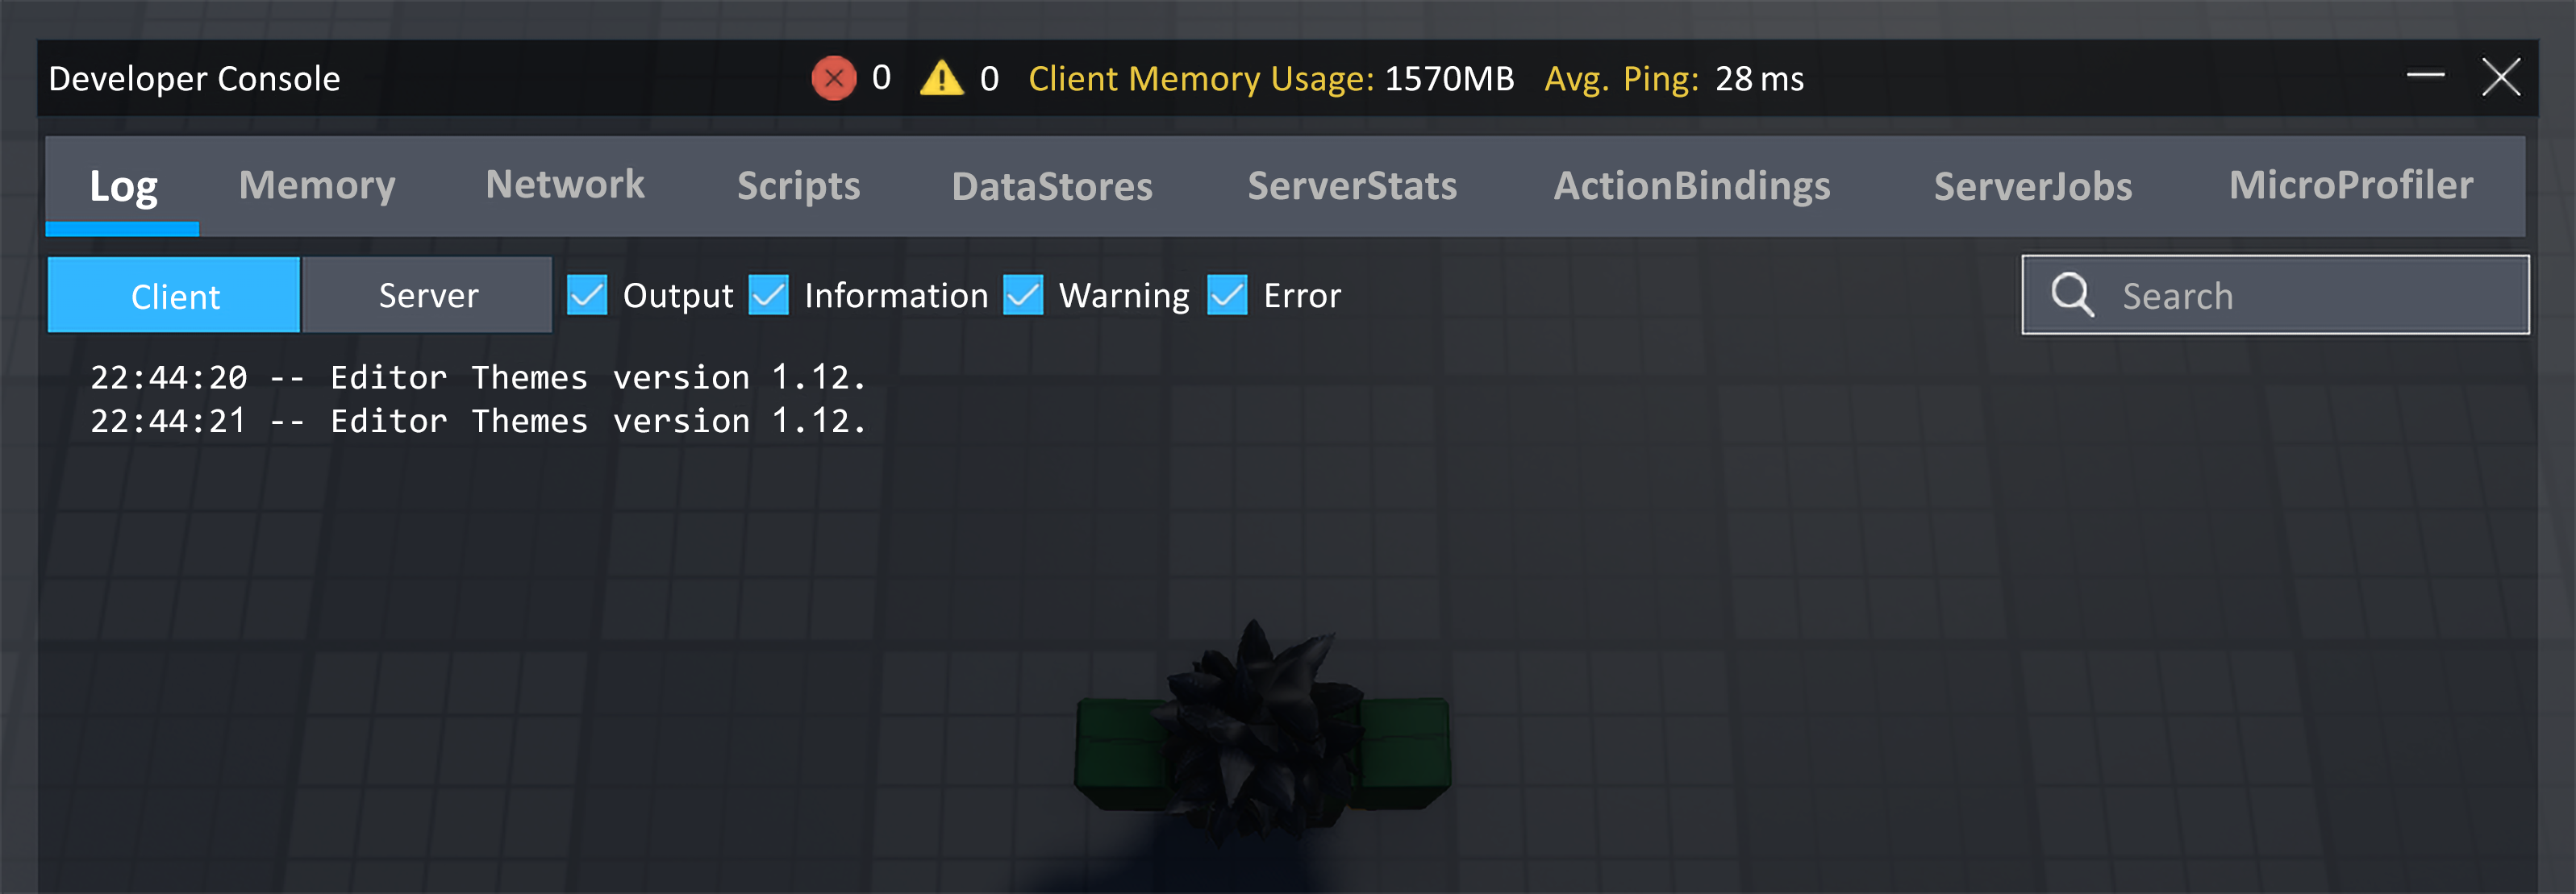 Developer Console 0 0 Client Memory Usage: 1570MB Avg. Ping: 28 ms
Log Memory Network Scripts DataStores ServerStats ActionBindings ServerJobs MicroProfiler
Client Server Output Information Warning Error Search
22:44:20 -- Editor Themes version 1.12.
22:44:21 -- Editor Themes version 1.12.